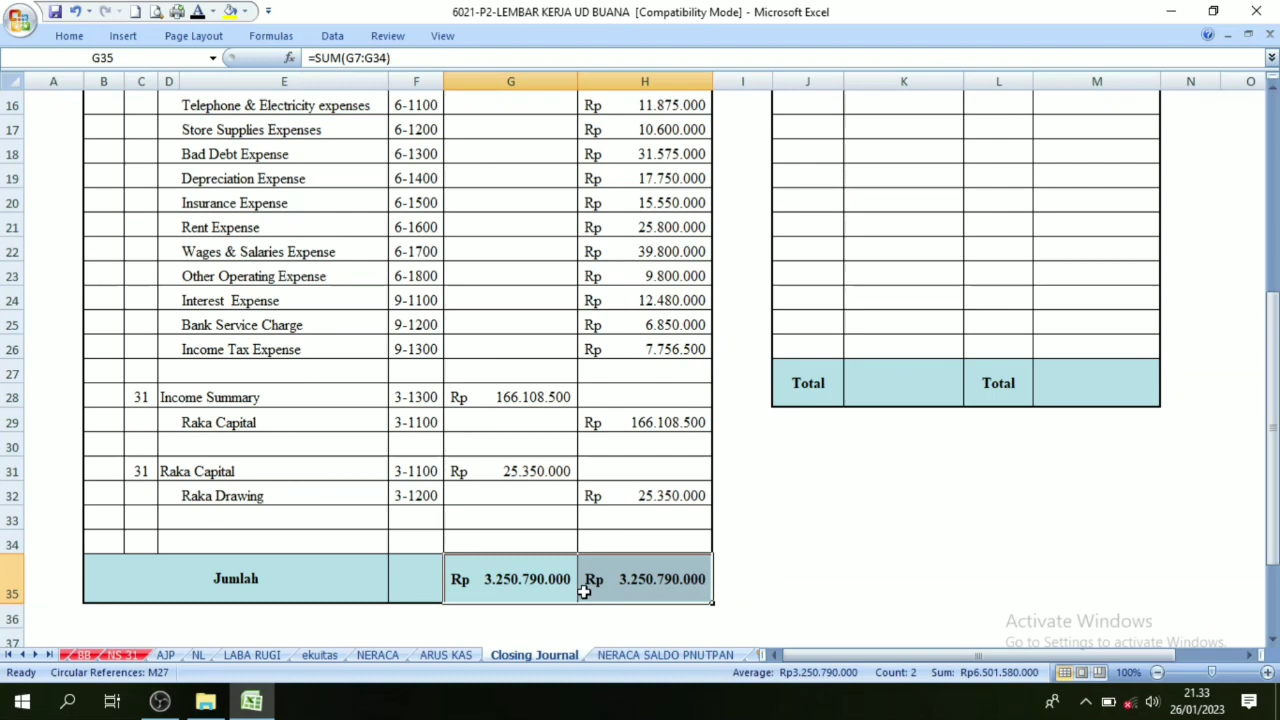 6021-P2-LEMBAR KERJA UD BUANA [Compatibility Mode] - Microsoft Excel
Home Insert Page Layout Formulas Data Review View
G35 fx =SUM(G7:G34)
A B C D E F G H I J K L M N O
16 Telephone & Electricity expenses 6-1100 Rp 11.875.000
17 Store Supplies Expenses 6-1200 Rp 10.600.000
18 Bad Debt Expense 6-1300 Rp 31.575.000
19 Depreciation Expense 6-1400 Rp 17.750.000
20 Insurance Expense 6-1500 Rp 15.550.000
21 Rent Expense 6-1600 Rp 25.800.000
22 Wages & Salaries Expense 6-1700 Rp 39.800.000
23 Other Operating Expense 6-1800 Rp 9.800.000
24 Interest Expense 9-1100 Rp 12.480.000
25 Bank Service Charge 9-1200 Rp 6.850.000
26 Income Tax Expense 9-1300 Rp 7.756.500
27 Total Total
28 31 Income Summary 3-1300 Rp 166.108.500
29 Raka Capital 3-1100 Rp 166.108.500
30
31 31 Raka Capital 3-1100 Rp 25.350.000
32 Raka Drawing 3-1200 Rp 25.350.000
33
34
35 Jumlah Rp 3.250.790.000 Rp 3.250.790.000
36
37
Activate Windows
Go to Settings to activate Windows.
BB NS 31 AJP NL LABA RUGI ekuitas NERACA ARUS KAS Closing Journal NERACA SALDO PNUTPAN
Ready Circular References: M27 Average: Rp3.250.790.000 Count: 2 Sum: Rp6.501.580.000 100%
21.33
26/01/2023